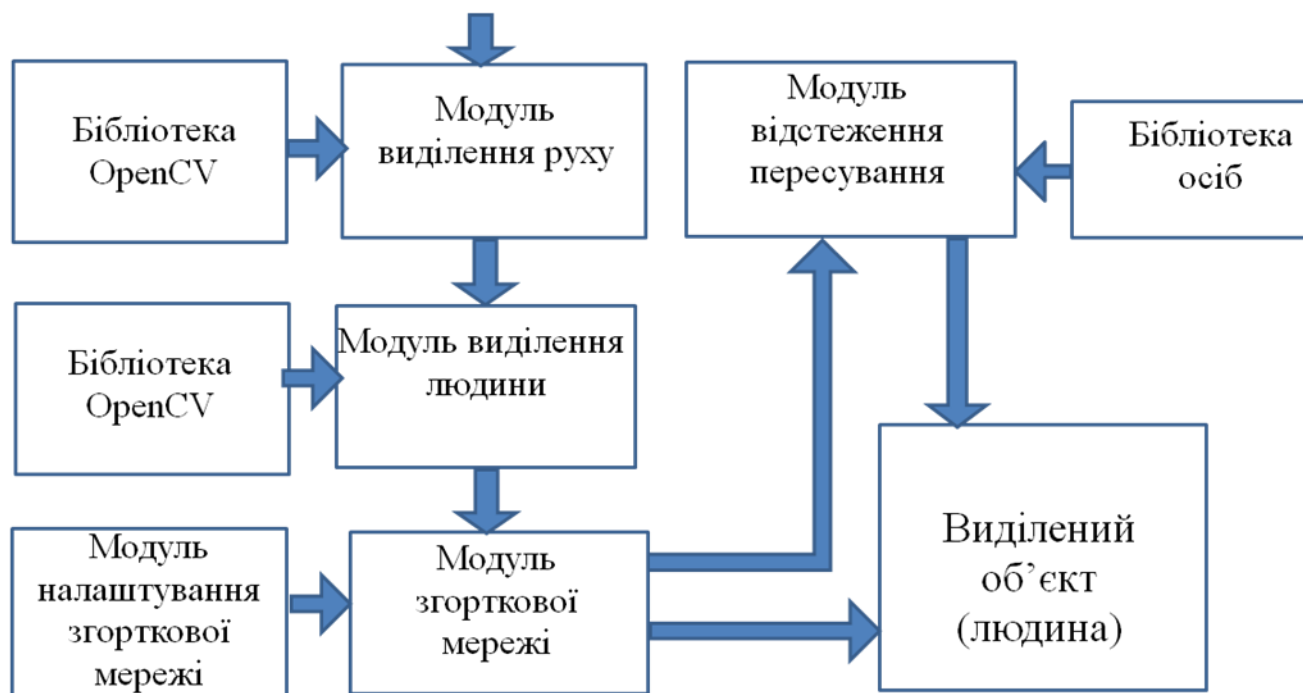 Бібліотека
OpenCV
Модуль
виділення руху
Модуль
відстеження
пересування
Бібліотека
осіб
Бібліотека
OpenCV
Модуль виділення
людини
Модуль
налаштування
згорткової
мережі
Модуль
згорткової
мережі
Виділений
об’єкт
(людина)